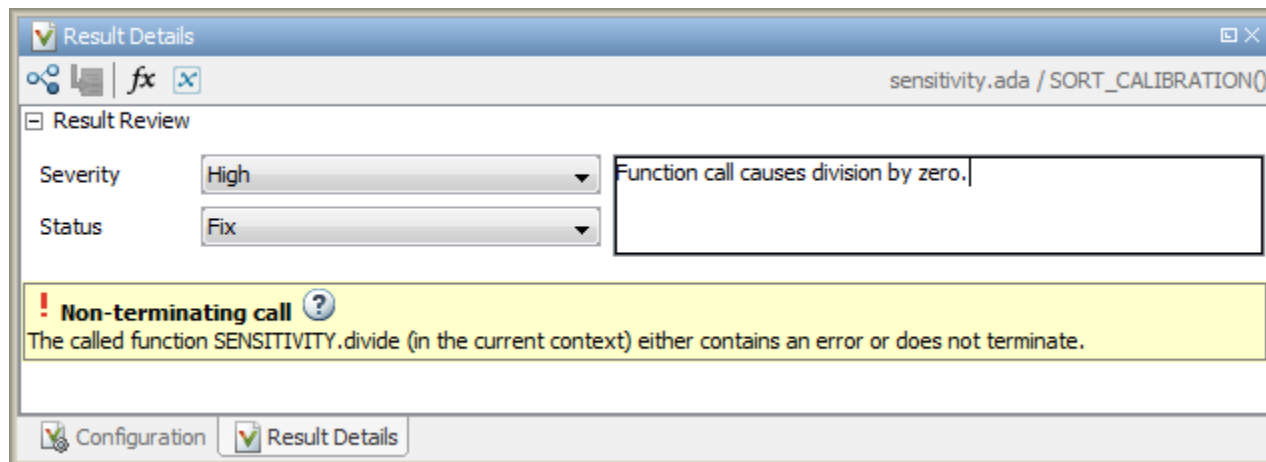 Result Details
fx x sensitivity.ada / SORT_CALIBRATION()
Result Review
Severity High Function call causes division by zero.
Status Fix
! Non-terminating call ?
The called function SENSITIVITY.divide (in the current context) either contains an error or does not terminate.
Configuration Result Details